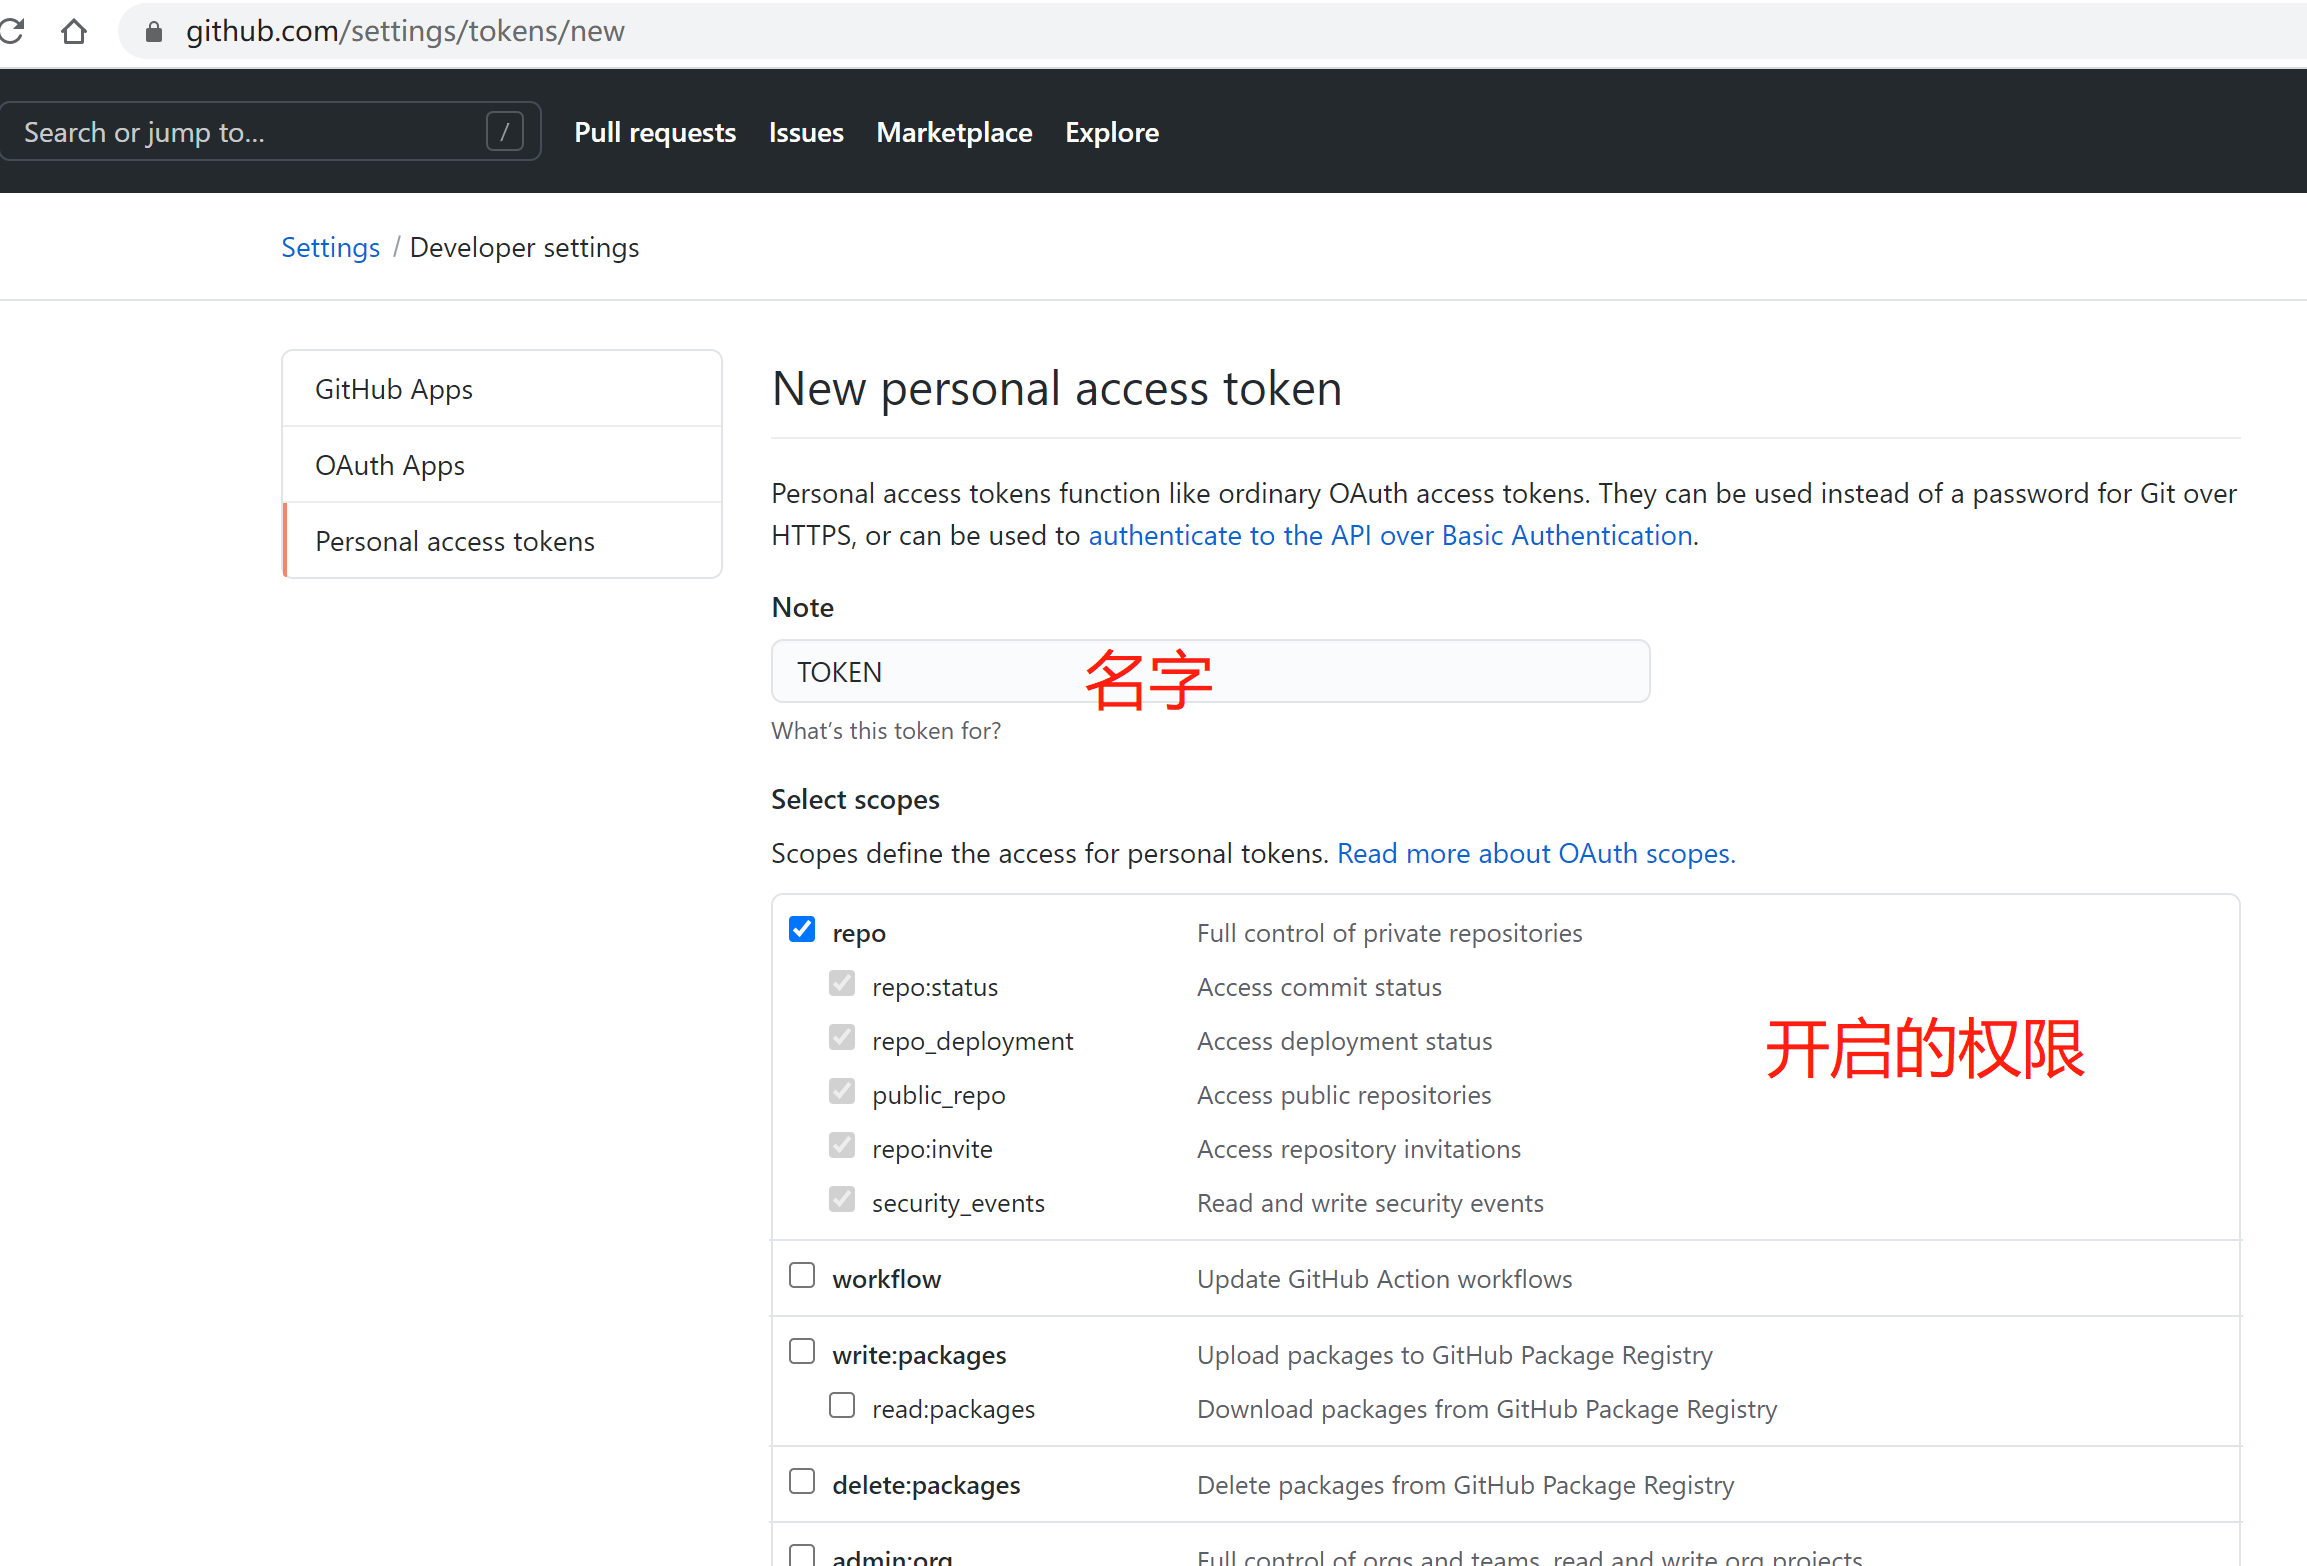 github.com/settings/tokens/new
Search or jump to... / Pull requests Issues Marketplace Explore
Settings / Developer settings
GitHub Apps
OAuth Apps
Personal access tokens
New personal access token
Personal access tokens function like ordinary OAuth access tokens. They can be used instead of a password for Git over
HTTPS, or can be used to authenticate to the API over Basic Authentication.
Note
TOKEN 名字
What's this token for?
Select scopes
Scopes define the access for personal tokens. Read more about OAuth scopes.
repo Full control of private repositories
repo:status Access commit status
repo_deployment Access deployment status
开启的权限
public_repo Access public repositories
repo:invite Access repository invitations
security_events Read and write security events
workflow Update GitHub Action workflows
write:packages Upload packages to GitHub Package Registry
read:packages Download packages from GitHub Package Registry
delete:packages Delete packages from GitHub Package Registry
admin:org Full control of orgs and teams, read and write org projects